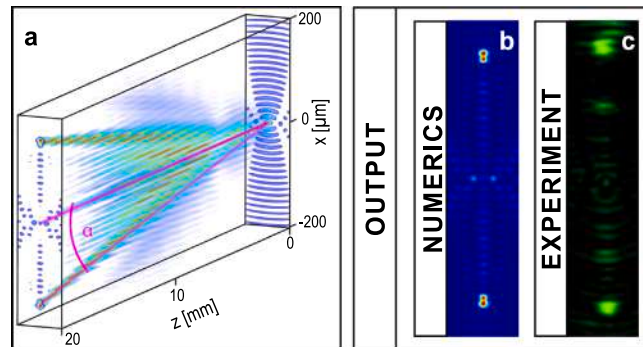 a
200
0
x [µm]
-200
0
α
10
z [mm]
20
OUTPUT
NUMERICS
b
EXPERIMENT
c